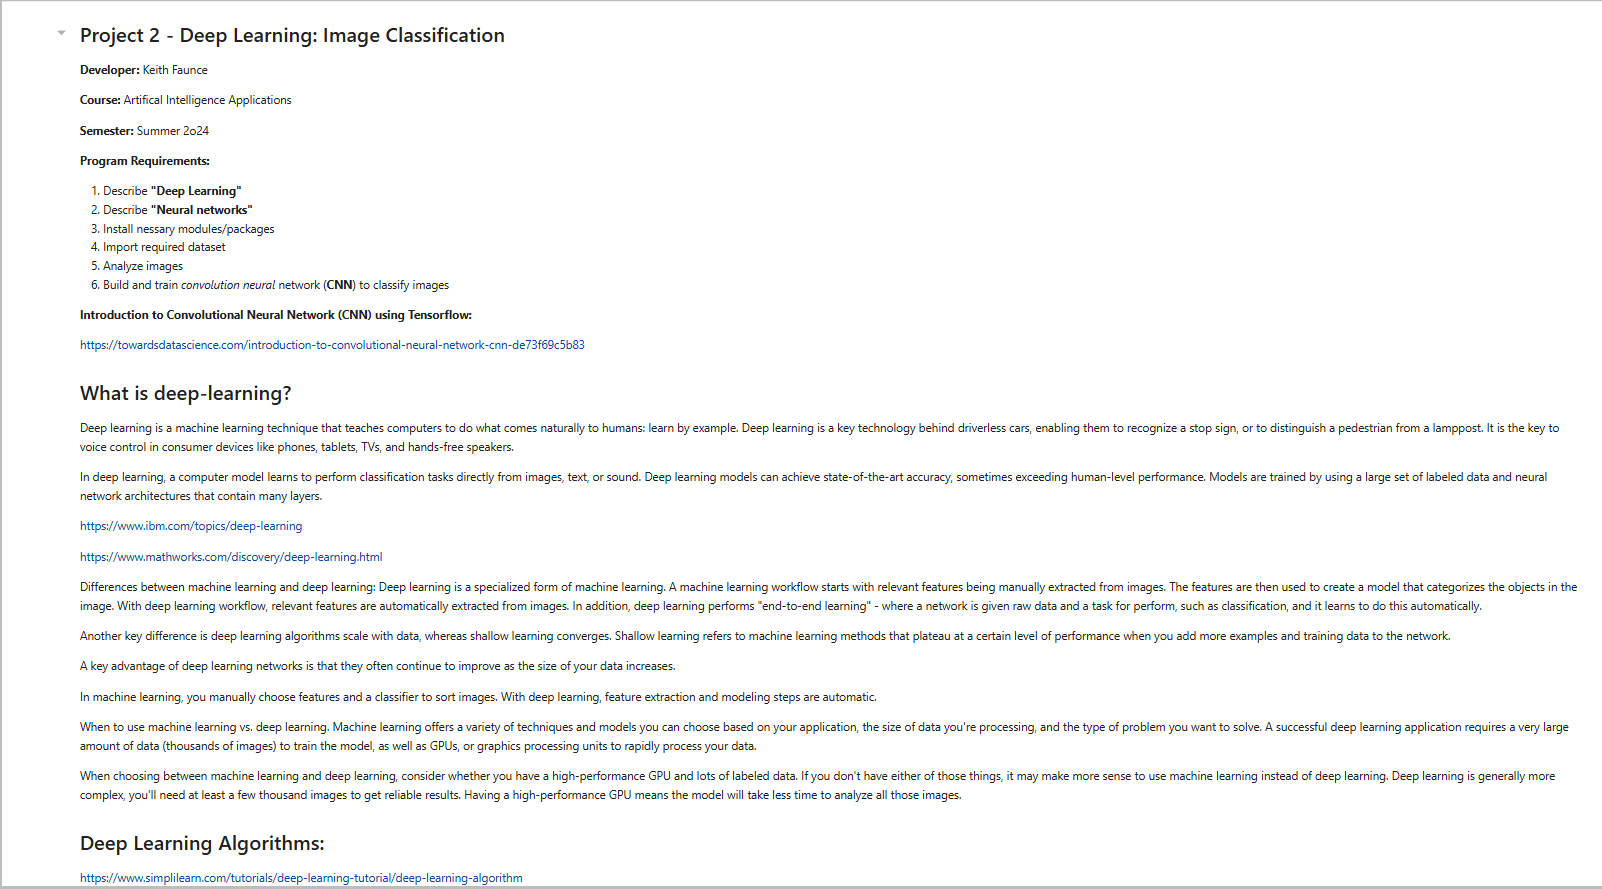 Project 2 - Deep Learning: Image Classification
Developer: Keith Faunce
Course: Artifical Intelligence Applications
Semester: Summer 2o24
Program Requirements:
1. Describe "Deep Learning"
2. Describe "Neural networks"
3. Install nessary modules/packages
4. Import required dataset
5. Analyze images
6. Build and train convolution neural network (CNN) to classify images
Introduction to Convolutional Neural Network (CNN) using Tensorflow:
https://towardsdatascience.com/introduction-to-convolutional-neural-network-cnn-de73f69c5b83
What is deep-learning?
Deep learning is a machine learning technique that teaches computers to do what comes naturally to humans: learn by example. Deep learning is a key technology behind driverless cars, enabling them to recognize a stop sign, or to distinguish a pedestrian from a lamppost. It is the key to
voice control in consumer devices like phones, tablets, TVs, and hands-free speakers.
In deep learning, a computer model learns to perform classification tasks directly from images, text, or sound. Deep learning models can achieve state-of-the-art accuracy, sometimes exceeding human-level performance. Models are trained by using a large set of labeled data and neural
network architectures that contain many layers.
https://www.ibm.com/topics/deep-learning
https://www.mathworks.com/discovery/deep-learning.html
Differences between machine learning and deep learning: Deep learning is a specialized form of machine learning. A machine learning workflow starts with relevant features being manually extracted from images. The features are then used to create a model that categorizes the objects in the
image. With deep learning workflow, relevant features are automatically extracted from images. In addition, deep learning performs "end-to-end learning" - where a network is given raw data and a task for perform, such as classification, and it learns to do this automatically.
Another key difference is deep learning algorithms scale with data, whereas shallow learning converges. Shallow learning refers to machine learning methods that plateau at a certain level of performance when you add more examples and training data to the network.
A key advantage of deep learning networks is that they often continue to improve as the size of your data increases.
In machine learning, you manually choose features and a classifier to sort images. With deep learning, feature extraction and modeling steps are automatic.
When to use machine learning vs. deep learning. Machine learning offers a variety of techniques and models you can choose based on your application, the size of data you're processing, and the type of problem you want to solve. A successful deep learning application requires a very large
amount of data (thousands of images) to train the model, as well as GPUs, or graphics processing units to rapidly process your data.
When choosing between machine learning and deep learning, consider whether you have a high-performance GPU and lots of labeled data. If you don't have either of those things, it may make more sense to use machine learning instead of deep learning. Deep learning is generally more
complex, you'll need at least a few thousand images to get reliable results. Having a high-performance GPU means the model will take less time to analyze all those images.
Deep Learning Algorithms:
https://www.simplilearn.com/tutorials/deep-learning-tutorial/deep-learning-algorithm